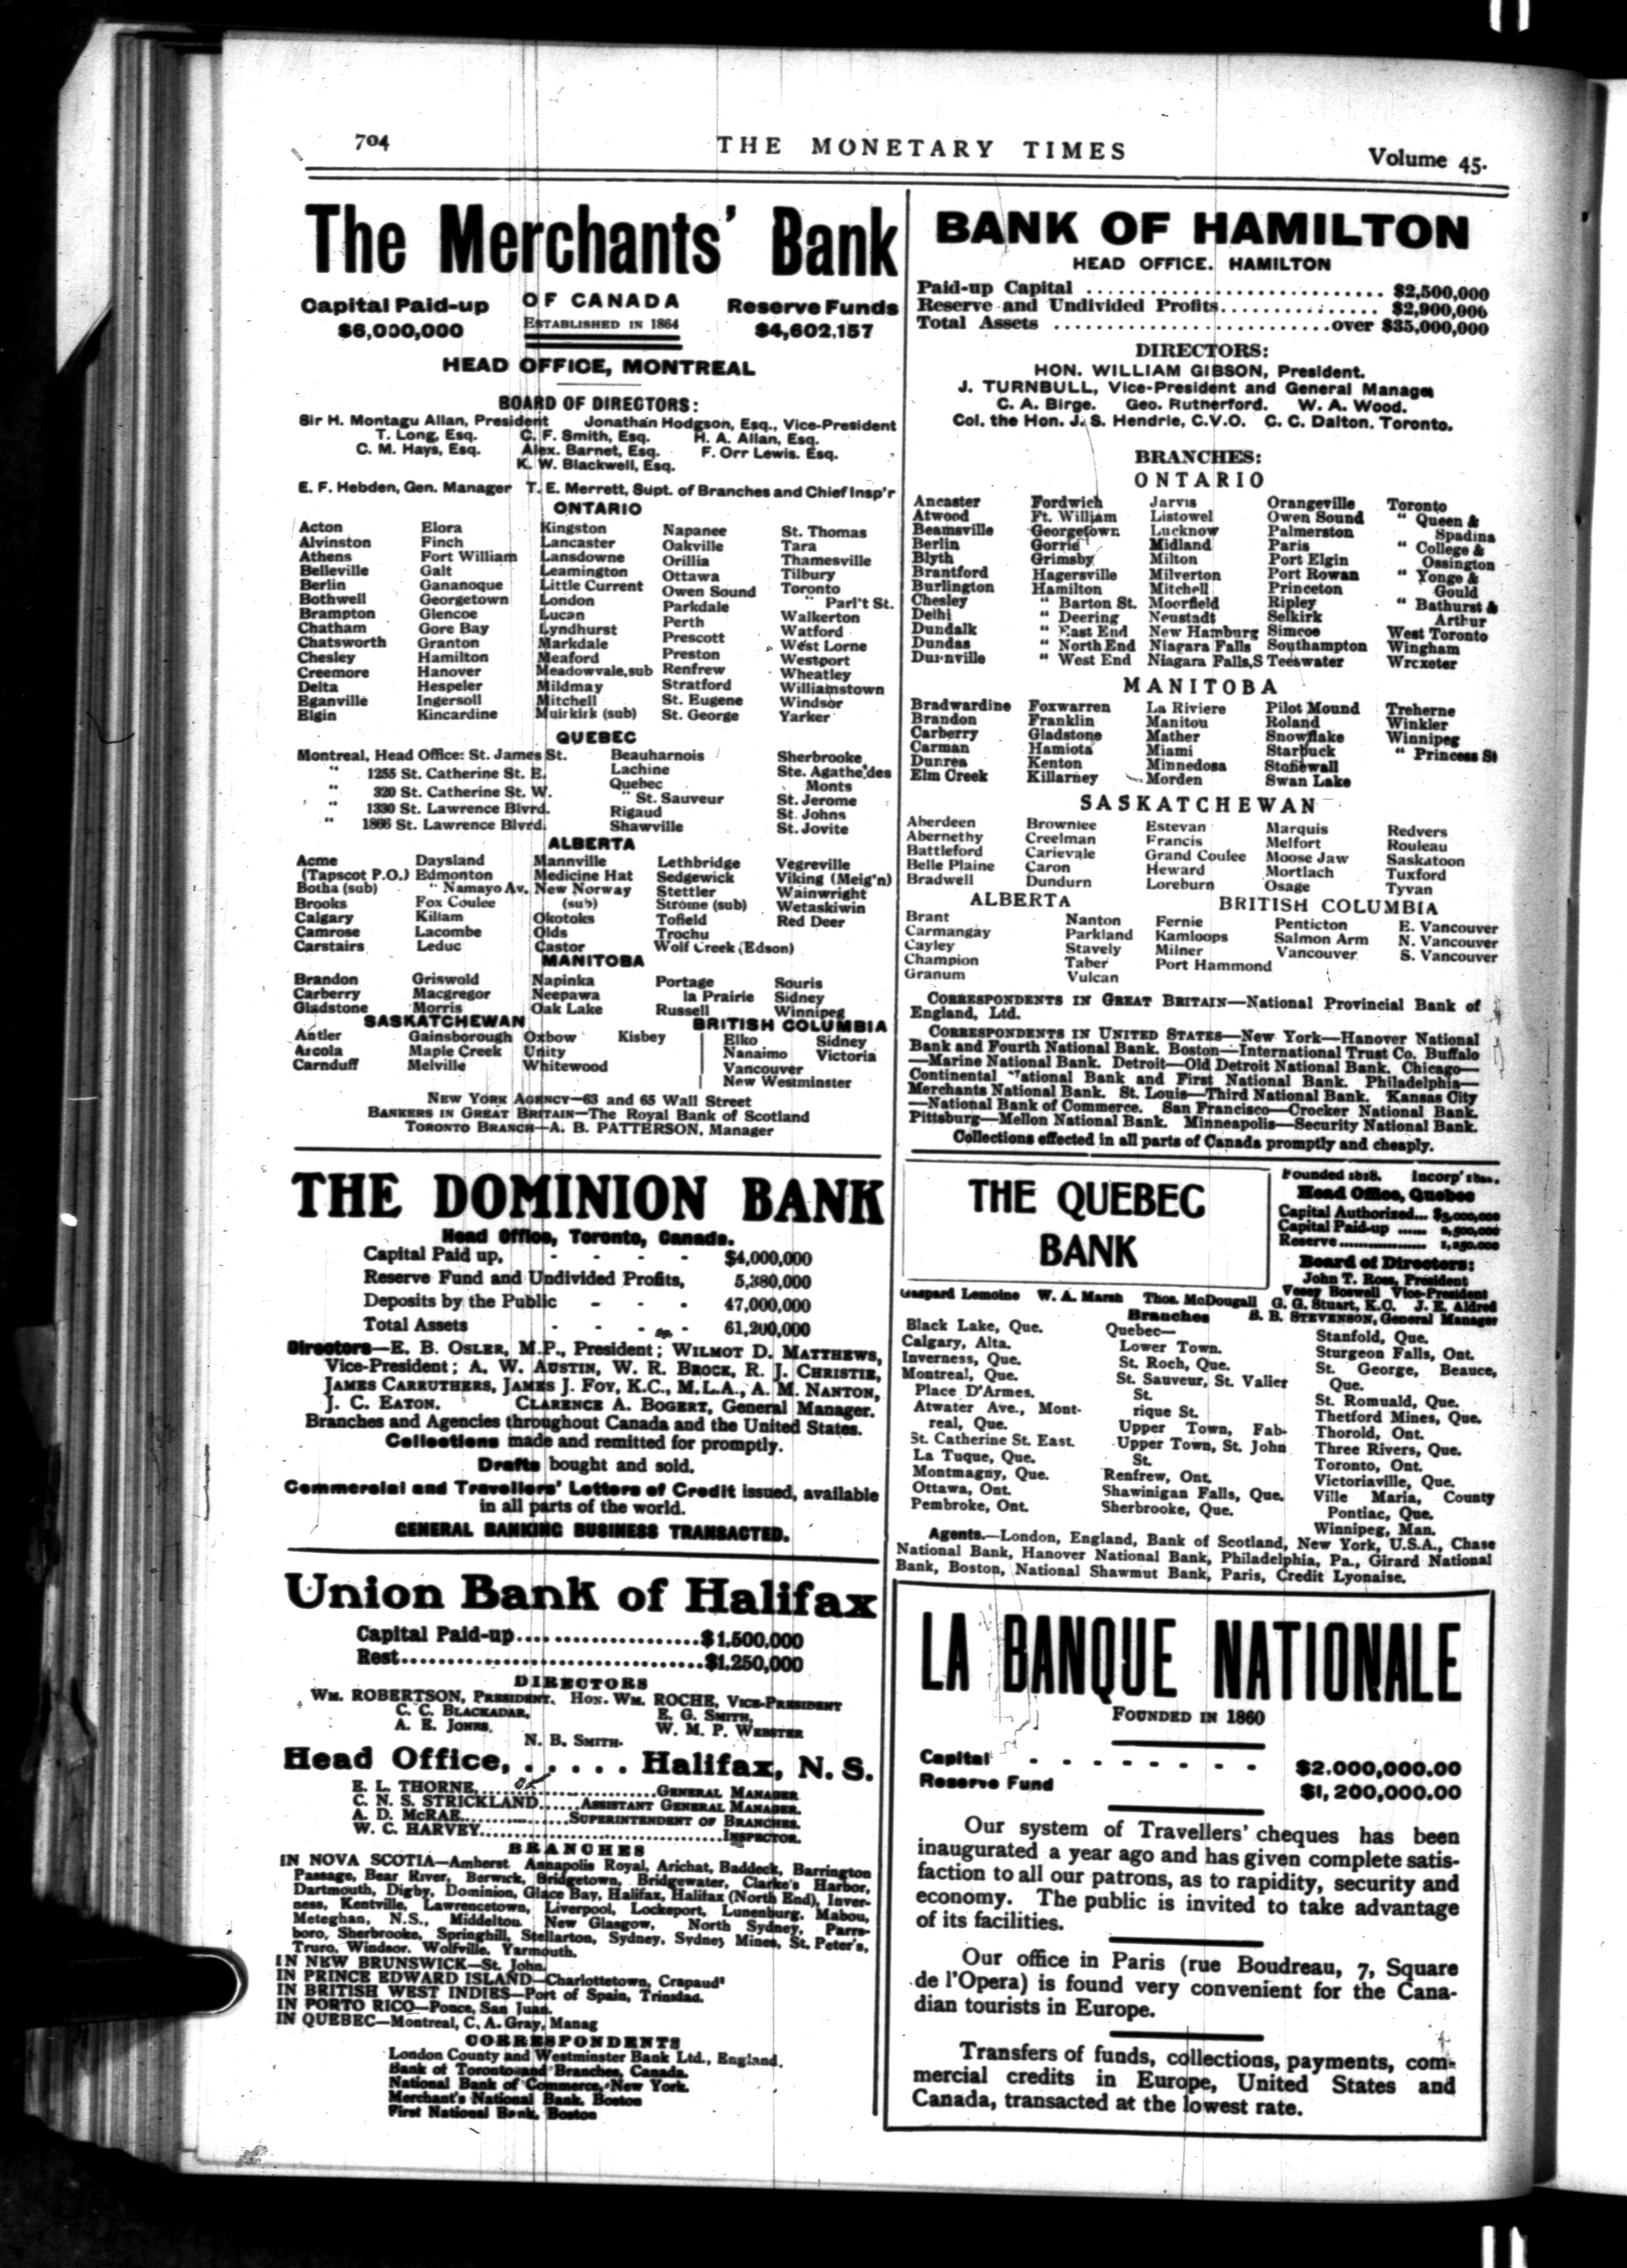 704
THE MONETARY TIMES
Volume 45.
The Merchants' Bank
OF CANADA
Capital Paid-up
$6,000,000
ESTABLISHED IN 1864
Reserve Funds
$4,602,157
HEAD OFFICE, MONTREAL
BOARD OF DIRECTORS:
Sir H. Montagu Allan, President Jonathan Hodgson, Esq., Vice-President
T. Long, Esq. C. F. Smith, Esq. H. A. Allan, Esq.
C. M. Hays, Esq. Alex. Barnet, Esq. F. Orr Lewis. Esq.
K. W. Blackwell, Esq.
E. F. Hebden, Gen. Manager T. E. Merrett, Supt. of Branches and Chief Insp'r
ONTARIO
Acton Elora Kingston Napanee St. Thomas
Alvinston Finch Lancaster Oakville Tara
Athens Fort William Lansdowne Orillia Thamesville
Belleville Galt Leamington Ottawa Tilbury
Berlin Gananoque Little Current Owen Sound Toronto
Bothwell Georgetown London Parkdale " Parl't St.
Brampton Glencoe Lucan Perth Walkerton
Chatham Gore Bay Lyndhurst Prescott Watford
Chatsworth Granton Markdale Preston West Lorne
Chesley Hamilton Meaford Renfrew Westport
Creemore Hanover Meadowvale,sub Stratford Wheatley
Delta Hespeler Mildmay St. Eugene Williamstown
Eganville Ingersoll Mitchell St. George Windsor
Elgin Kincardine Muirkirk (sub) Yarker
QUEBEC
Montreal, Head Office: St. James St. Beauharnois Sherbrooke
" 1255 St. Catherine St. E. Lachine Ste. Agathe des
" 320 St. Catherine St. W. Quebec Monts
" 1330 St. Lawrence Blvrd. " St. Sauveur St. Jerome
" 1866 St. Lawrence Blvrd. Rigaud St. Johns
Shawville St. Jovite
ALBERTA
Acme Daysland Mannville Lethbridge Vegreville
(Tapscot P.O.) Edmonton Medicine Hat Sedgewick Viking (Meig'n)
Botha (sub) " Namayo Av. New Norway Stettler Wainwright
Brooks Fox Coulee (sub) Strome (sub) Wetaskiwin
Calgary Killam Okotoks Tofield Red Deer
Camrose Lacombe Olds Trochu
Carstairs Leduc Castor Wolf Creek (Edson)
MANITOBA
Brandon Griswold Napinka Portage Souris
Carberry Macgregor Neepawa la Prairie Sidney
Gladstone Morris Oak Lake Russell Winnipeg
SASKATCHEWAN
Antler Gainsborough Oxbow Kisbey
Arcola Maple Creek Unity
Carnduff Melville Whitewood
BRITISH COLUMBIA
Elko Sidney
Nanaimo Victoria
Vancouver
New Westminster
NEW YORK AGENCY—63 and 65 Wall Street
BANKERS IN GREAT BRITAIN—The Royal Bank of Scotland
TORONTO BRANCH—A. B. PATTERSON, Manager
THE DOMINION BANK
Head Office, Toronto, Canada.
Capital Paid up, - - - - $4,000,000
Reserve Fund and Undivided Profits, 5,380,000
Deposits by the Public - - - 47,000,000
Total Assets - - - - 61,200,000
Directors—E. B. OSLER, M.P., President; WILMOT D. MATTHEWS,
Vice-President; A. W. AUSTIN, W. R. BROCK, R. J. CHRISTIE,
JAMES CARRUTHERS, JAMES J. FOY, K.C., M.L.A., A. M. NANTON,
J. C. EATON. CLARENCE A. BOGERT, General Manager.
Branches and Agencies throughout Canada and the United States.
Collections made and remitted for promptly.
Drafts bought and sold.
Commercial and Travellers' Letters of Credit issued, available
in all parts of the world.
GENERAL BANKING BUSINESS TRANSACTED.
Union Bank of Halifax
Capital Paid-up....................$1,500,000
Rest................................$1,250,000
DIRECTORS
WM. ROBERTSON, PRESIDENT. HON. WM. ROCHE, VICE-PRESIDENT
C. C. BLACKADAR, E. G. SMITH,
A. E. JONES, W. M. P. WEBSTER
N. B. SMITH.
Head Office, . . . . . Halifax, N. S.
E. L. THORNE....................GENERAL MANAGER
C. N. S. STRICKLAND......ASSISTANT GENERAL MANAGER.
A. D. McRAE..............SUPERINTENDENT OF BRANCHES.
W. C. HARVEY..............................INSPECTOR.
BRANCHES
IN NOVA SCOTIA—Amherst Annapolis Royal, Arichat, Baddeck, Barrington
Passage, Bear River, Berwick, Bridgetown, Bridgewater, Clarke's Harbor,
Dartmouth, Digby, Dominion, Glace Bay, Halifax, Halifax (North End), Inver-
ness, Kentville, Lawrencetown, Liverpool, Lockeport, Lunenburg, Mabou,
Meteghan, N.S., Middelton New Glasgow, North Sydney, Parrs-
boro, Sherbrooke, Springhill, Stellarton, Sydney, Sydney Mines, St. Peter's,
Truro, Windsor. Wolfville, Yarmouth.
IN NEW BRUNSWICK—St. John.
IN PRINCE EDWARD ISLAND—Charlottetown, Crapaud
IN BRITISH WEST INDIES—Port of Spain, Trinidad.
IN PORTO RICO—Ponce, San Juan.
IN QUEBEC—Montreal, C. A. Gray, Manag
CORRESPONDENTS
London County and Westminster Bank Ltd., England.
Bank of Toronto and Branches, Canada.
National Bank of Commerce, New York.
Merchant's National Bank, Boston
First National Bank, Boston
BANK OF HAMILTON
HEAD OFFICE. HAMILTON
Paid-up Capital ............................ $2,500,000
Reserve and Undivided Profits.............. $2,900,000
Total Assets .........................over $35,000,000
DIRECTORS:
HON. WILLIAM GIBSON, President.
J. TURNBULL, Vice-President and General Manager
C. A. Birge. Geo. Rutherford. W. A. Wood.
Col. the Hon. J. S. Hendrie, C.V.O. C. C. Dalton, Toronto.
BRANCHES:
ONTARIO
Ancaster Fordwich Jarvis Orangeville Toronto
Atwood Ft. William Listowel Owen Sound " Queen &
Beamsville Georgetown Lucknow Palmerston Spadina
Berlin Gorrie Midland Paris " College &
Blyth Grimsby Milton Port Elgin Ossington
Brantford Hagersville Milverton Port Rowan " Yonge &
Burlington Hamilton Mitchell Princeton Gould
Chesley " Barton St. Moorfield Ripley " Bathurst &
Delhi " Deering Neustadt Selkirk Arthur
Dundalk " East End New Hamburg Simcoe West Toronto
Dundas " North End Niagara Falls Southampton Wingham
Dunnville " West End Niagara Falls,S Teeswater Wroxeter
MANITOBA
Bradwardine Foxwarren La Riviere Pilot Mound Treherne
Brandon Franklin Manitou Roland Winkler
Carberry Gladstone Mather Snowflake Winnipeg
Carman Hamiota Miami Starbuck " Princess St
Dunrea Kenton Minnedosa Stonewall
Elm Creek Killarney Morden Swan Lake
SASKATCHEWAN
Aberdeen Brownlee Estevan Marquis Redvers
Abernethy Creelman Francis Melfort Rouleau
Battleford Carievale Grand Coulee Moose Jaw Saskatoon
Belle Plaine Caron Heward Mortlach Tuxford
Bradwell Dundurn Loreburn Osage Tyvan
ALBERTA
Brant Nanton
Carmangay Parkland
Cayley Stavely
Champion Taber
Granum Vulcan
BRITISH COLUMBIA
Fernie Penticton E. Vancouver
Kamloops Salmon Arm N. Vancouver
Milner Vancouver S. Vancouver
Port Hammond
CORRESPONDENTS IN GREAT BRITAIN—National Provincial Bank of
England, Ltd.
CORRESPONDENTS IN UNITED STATES—New York—Hanover National
Bank and Fourth National Bank. Boston—International Trust Co. Buffalo
—Marine National Bank. Detroit—Old Detroit National Bank. Chicago—
Continental National Bank and First National Bank. Philadelphia—
Merchants National Bank. St. Louis—Third National Bank. Kansas City
—National Bank of Commerce. San Francisco—Crocker National Bank.
Pittsburg—Mellon National Bank. Minneapolis—Security National Bank.
Collections effected in all parts of Canada promptly and cheaply.
THE QUEBEC
BANK
Founded 1818. Incorp'
Head Office, Quebec
Capital Authorized... $3,000,000
Capital Paid-up ...... 2,500,000
Reserve.................. 1,250,000
Board of Directors:
John T. Ross, President
Vesey Boswell Vice-President
Gaspard Lemoine W. A. Marsh Thos. McDougall G. G. Stuart, K.C. J. E. Aldred
Branches B. B. STEVENSON, General Manager
Black Lake, Que.
Calgary, Alta.
Inverness, Que.
Montreal, Que.
Place D'Armes.
Atwater Ave., Mont-
real, Que.
St. Catherine St. East.
La Tuque, Que.
Montmagny, Que.
Ottawa, Ont.
Pembroke, Ont.
Quebec—
Lower Town.
St. Roch, Que.
St. Sauveur, St. Valier
St.
rique St.
Upper Town, Fab-
Upper Town, St. John
St.
Renfrew, Ont.
Shawinigan Falls, Que.
Sherbrooke, Que.
Stanfold, Que.
Sturgeon Falls, Ont.
St. George, Beauce,
Que.
St. Romuald, Que.
Thetford Mines, Que.
Thorold, Ont.
Three Rivers, Que.
Toronto, Ont.
Victoriaville, Que.
Ville Maria, County
Pontiac, Que.
Winnipeg, Man.
Agents.—London, England, Bank of Scotland, New York, U.S.A., Chase
National Bank, Hanover National Bank, Philadelphia, Pa., Girard National
Bank, Boston, National Shawmut Bank, Paris, Credit Lyonaise.
LA BANQUE NATIONALE
FOUNDED IN 1860
Capital - - - - - - - $2.000,000.00
Reserve Fund $1,200,000.00
Our system of Travellers' cheques has been
inaugurated a year ago and has given complete satis-
faction to all our patrons, as to rapidity, security and
economy. The public is invited to take advantage
of its facilities.
Our office in Paris (rue Boudreau, 7, Square
de l'Opera) is found very convenient for the Cana-
dian tourists in Europe.
Transfers of funds, collections, payments, com-
mercial credits in Europe, United States and
Canada, transacted at the lowest rate.